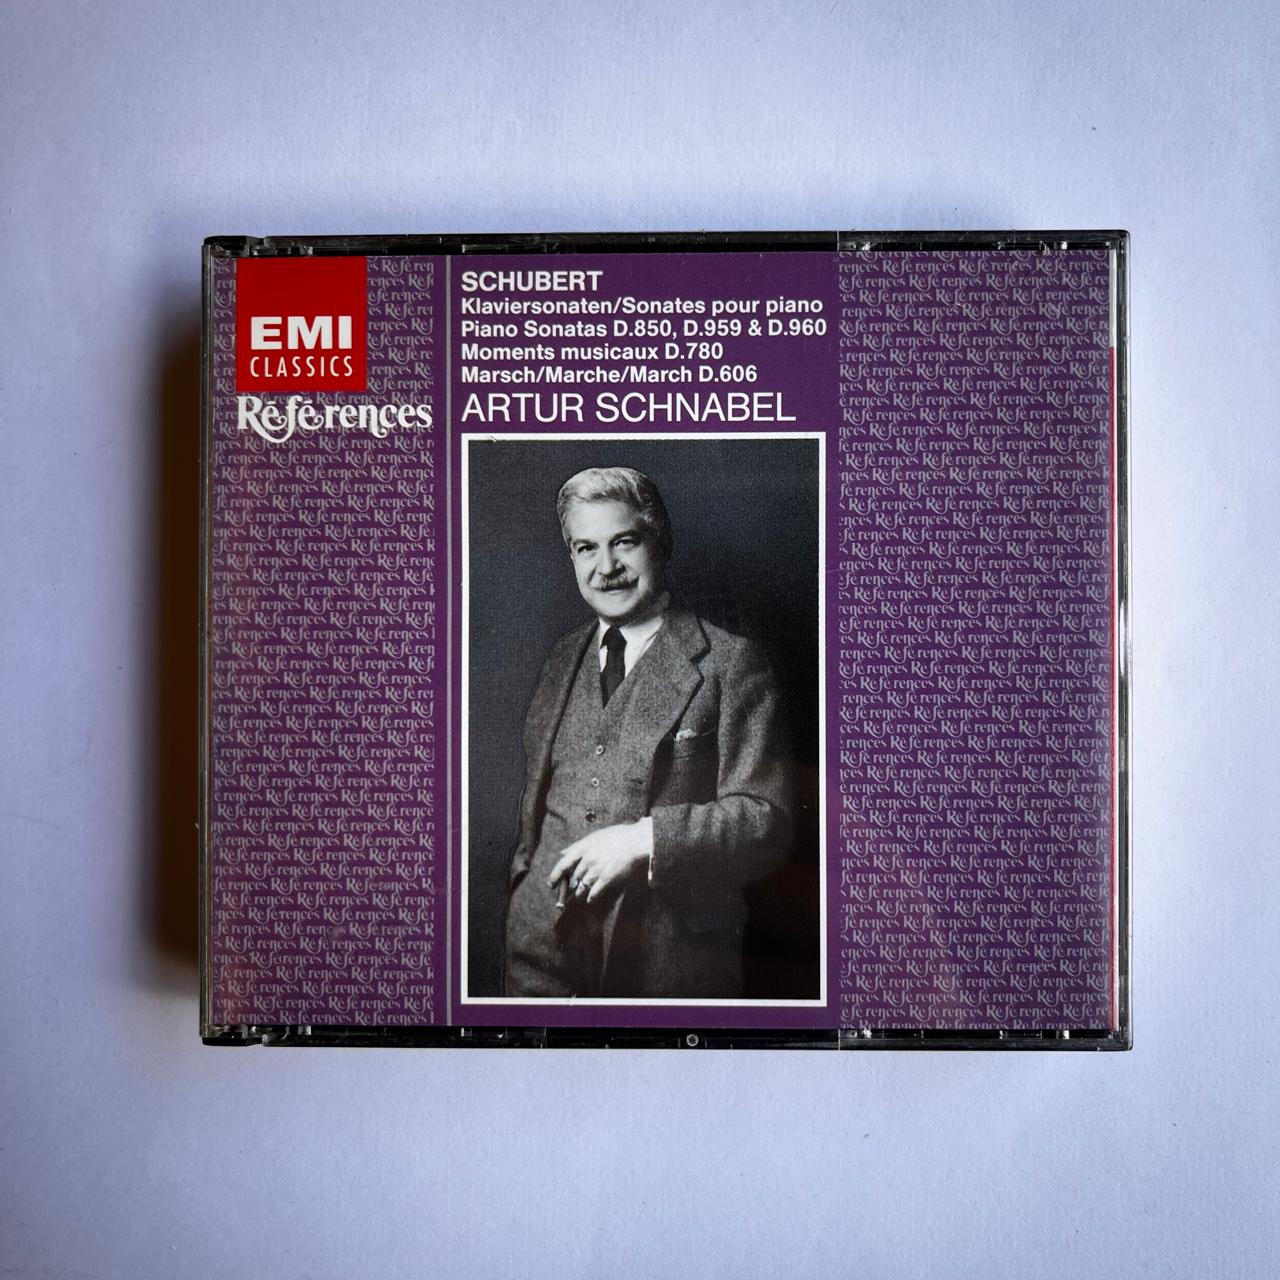 EMI
CLASSICS
Références
SCHUBERT
Klaviersonaten/Sonates pour piano
Piano Sonatas D.850, D.959 & D.960
Moments musicaux D.780
Marsch/Marche/March D.606
ARTUR SCHNABEL